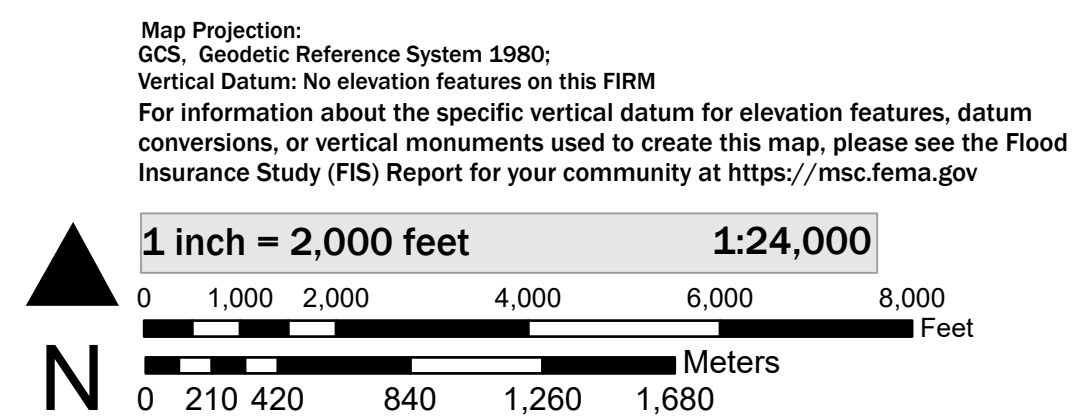 Map Projection:
GCS, Geodetic Reference System 1980;
Vertical Datum: No elevation features on this FIRM
For information about the specific vertical datum for elevation features, datum
conversions, or vertical monuments used to create this map, please see the Flood
Insurance Study (FIS) Report for your community at https://msc.fema.gov
1 inch = 2,000 feet 1:24,000
0 1,000 2,000 4,000 6,000 8,000
Feet
Meters
N
0 210 420 840 1,260 1,680